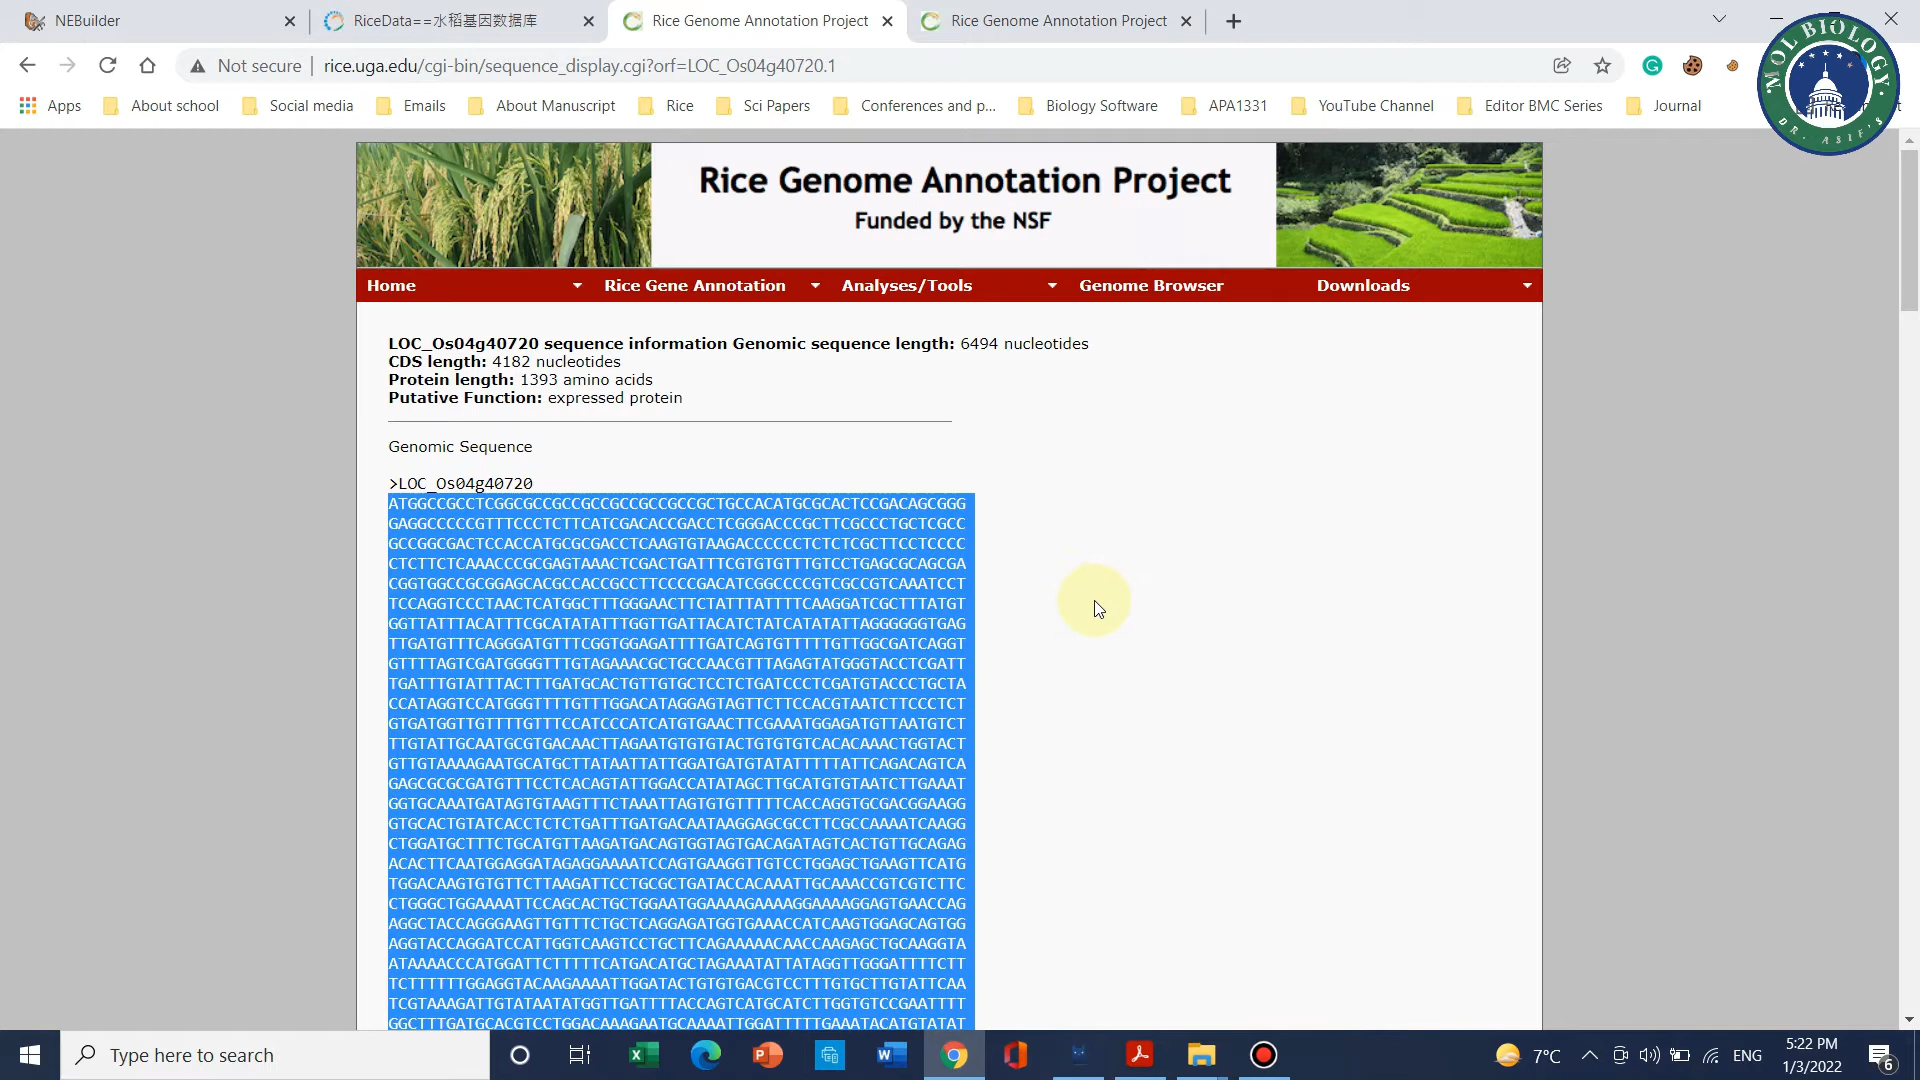 NEBuilder
RiceData==水稻基因数据库
Rice Genome Annotation Project
Rice Genome Annotation Project
Not secure
rice.uga.edu/cgi-bin/sequence_display.cgi?orf=LOC_Os04g40720.1
Apps
About school
Social media
Emails
About Manuscript
Rice
Sci Papers
Conferences and p...
Biology Software
APA1331
YouTube Channel
Editor BMC Series
Journal
MOL BIOLOGY
DR. ASIF'S
Rice Genome Annotation Project
Funded by the NSF
Home
Rice Gene Annotation
Analyses/Tools
Genome Browser
Downloads
LOC_Os04g40720 sequence information Genomic sequence length: 6494 nucleotides
CDS length: 4182 nucleotides
Protein length: 1393 amino acids
Putative Function: expressed protein
Genomic Sequence
>LOC_Os04g40720
ATGGCCGCCTCGGCGCCGCCGCCGCCGCCGCCGCTGCCACATGCGCACTCCGACAGCGGG
GAGGCCCCCGTTTCCCTCTTCATCGACACCGACCTCGGGACCCGCTTCGCCCTGCTCGCC
GCCGGCGACTCCACCATGCGCGACCTCAAGTGTAAGACCCCCCTCTCTCGCTTCCTCCCC
CTCTTCTCAAACCCGCGAGTAAACTCGACTGATTTCGTGTGTTTGTCCTGAGCGCAGCGA
CGGTGGCCGCGGAGCACGCCACCGCCTTCCCCGACATCGGCCCCGTCGCCGTCAAATCCT
TCCAGGTCCCTAACTCATGGCTTTGGGAACTTCTATTTATTTTCAAGGATCGCTTTATGT
GGTTATTTACATTTCGCATATATTTGGTTGATTACATCTATCATATATTAGGGGGGTGAG
TTGATGTTTCAGGGATGTTTCGGTGGAGATTTTGATCAGTGTTTTTGTTGGCGATCAGGT
GTTTTAGTCGATGGGGTTTGTAGAAACGCTGCCAACGTTTAGAGTATGGGTACCTCGATT
TGATTTGTATTTACTTTGATGCACTGTTGTGCTCCTCTGATCCCTCGATGTACCCTGCTA
CCATAGGTCCATGGGTTTTGTTTGGACATAGGAGTAGTTCTTCCACGTAATCTTCCCTCT
GTGATGGTTGTTTTGTTTCCATCCCATCATGTGAACTTCGAAATGGAGATGTTAATGTCT
TTGTATTGCAATGCGTGACAACTTAGAATGTGTGTACTGTGTGTCACACAAACTGGTACT
GTTGTAAAAGAATGCATGCTTATAATTATTGGATGATGTATATTTTTATTCAGACAGTCA
GAGCGCGCGATGTTTCCTCACAGTATTGGACCATATAGCTTGCATGTGTAATCTTGAAAT
GGTGCAAATGATAGTGTAAGTTTCTAAATTAGTGTGTTTTTCACCAGGTGCGACGGAAGG
GTGCACTGTATCACCTCTCTGATTTGATGACAATAAGGAGCGCCTTCGCCAAAATCAAGG
CTGGATGCTTTCTGCATGTTAAGATGACAGTGGTAGTGACAGATAGTCACTGTTGCAGAG
ACACTTCAATGGAGGATAGAGGAAAATCCAGTGAAGGTTGTCCTGGAGCTGAAGTTCATG
TGGACAAGTGTGTTCTTAAGATTCCTGCGCTGATACCACAAATTGCAAACCGTCGTCTTC
CTGGGCTGGAAAATTCCAGCACTGCTGGAATGGAAAAGAAAAGGAAAAGGAGTGAACCAG
AGGCTACCAGGGAAGTTGTTTCTGCTCAGGAGATGGTGAAACCATCAAGTGGAGCAGTGG
AGGTACCAGGATCCATTGGTCAAGTCCTGCTTCAGAAAAACAACCAAGAGCTGCAAGGTA
ATAAAACCCATGGATTCTTTTTCATGACATGCTAGAAATATTATAGGTTGGGATTTTCTT
TCTTTTTTGGAGGTACAAGAAAATTGGATACTGTGTGACGTCCTTTGTGCTTGTATTCAA
TCGTAAAGATTGTATAATATGGTTGATTTTACCAGTCATGCATCTTGGTGTCCGAATTTT
GGCTTTGATGCACGTCCTGGACAAAGAATGCAAAATTGGATTTTTGAAATACATGTATAT
Type here to search
7°C
ENG
5:22 PM
1/3/2022
6